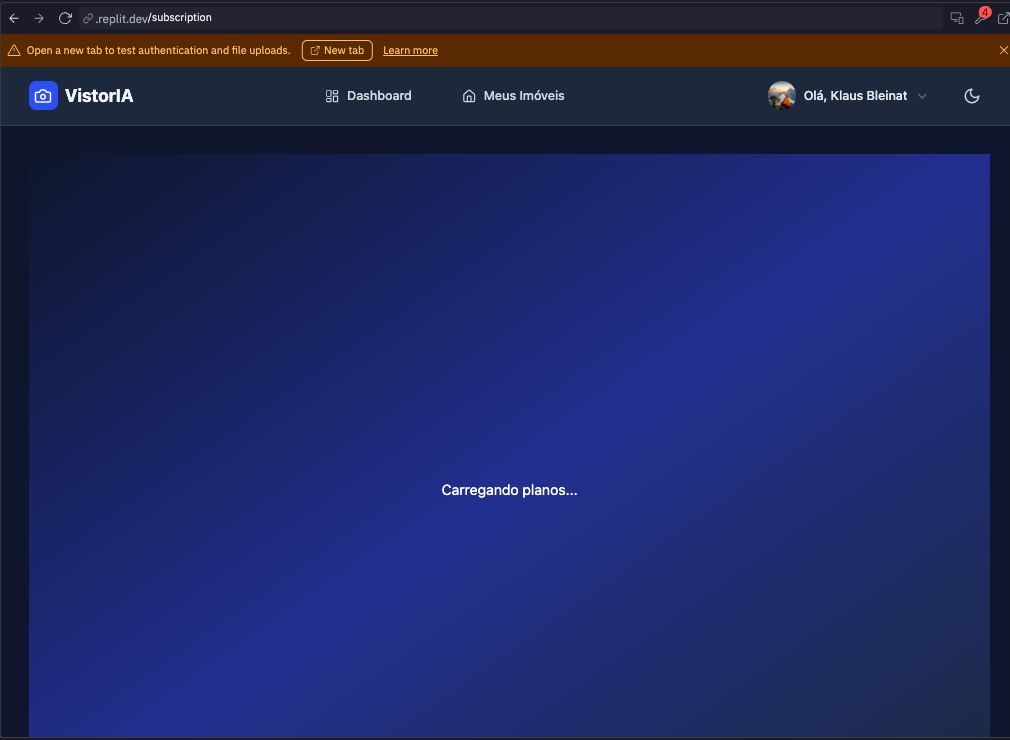 .replit.dev/subscription
4
Open a new tab to test authentication and file uploads. New tab Learn more
VistorIA Dashboard Meus Imóveis Olá, Klaus Bleinat
Carregando planos...